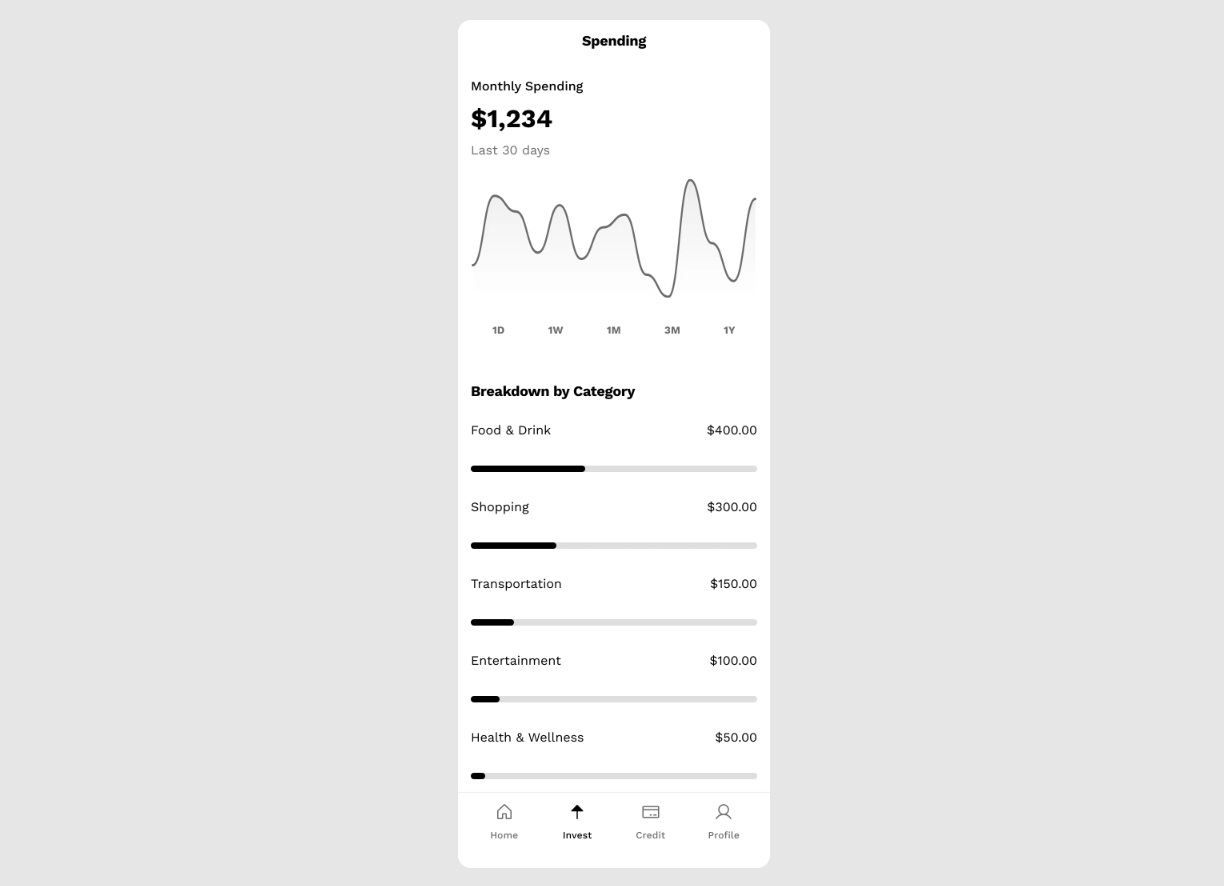 Spending
Monthly Spending
$1,234
Last 30 days
1D 1W 1M 3M 1Y
Breakdown by Category
Food & Drink $400.00
Shopping $300.00
Transportation $150.00
Entertainment $100.00
Health & Wellness $50.00
Home Invest Credit Profile